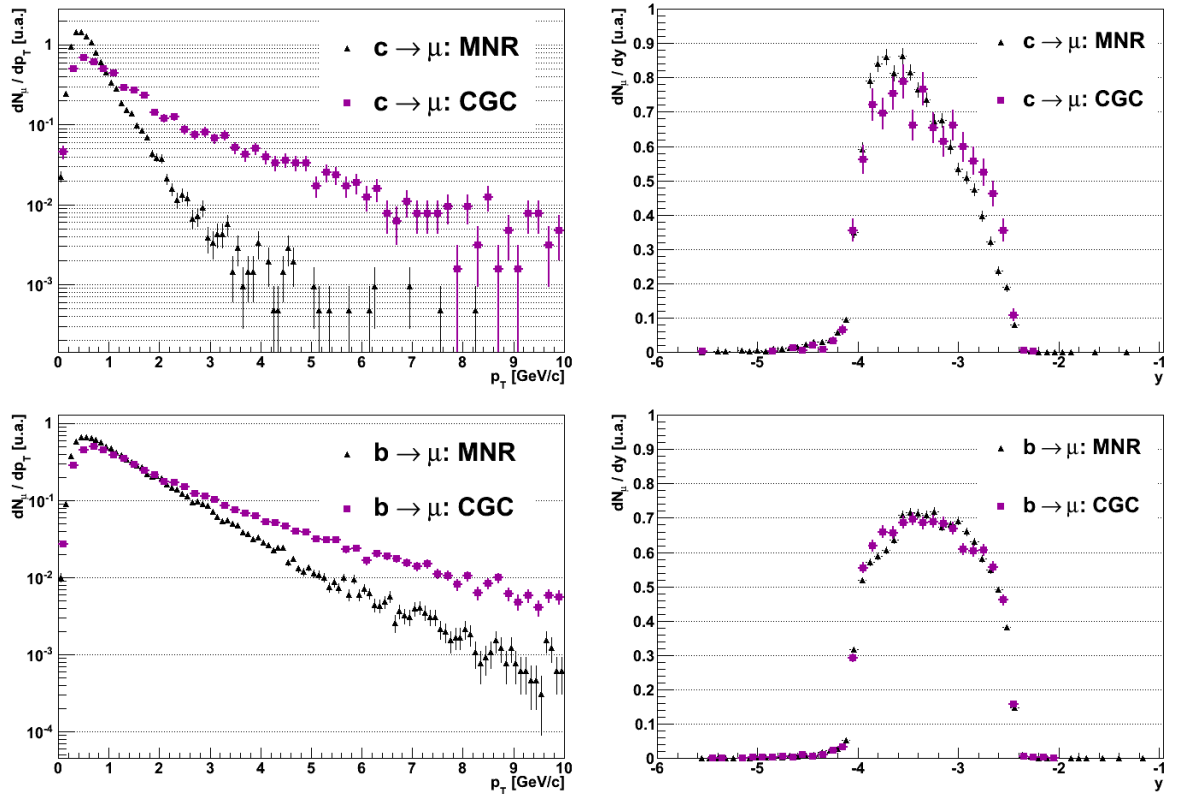 dN_μ / dp_T [u.a.]
1
10^-1
10^-2
10^-3
c → μ: MNR
c → μ: CGC
0 1 2 3 4 5 6 7 8 9 10
p_T [GeV/c]
dN_μ / dy [u.a.]
1
0.9
0.8
0.7
0.6
0.5
0.4
0.3
0.2
0.1
0
c → μ: MNR
c → μ: CGC
-6 -5 -4 -3 -2 -1
y
dN_μ / dp_T [u.a.]
1
10^-1
10^-2
10^-3
10^-4
b → μ: MNR
b → μ: CGC
0 1 2 3 4 5 6 7 8 9 10
p_T [GeV/c]
dN_μ / dy [u.a.]
1
0.9
0.8
0.7
0.6
0.5
0.4
0.3
0.2
0.1
0
b → μ: MNR
b → μ: CGC
-6 -5 -4 -3 -2 -1
y